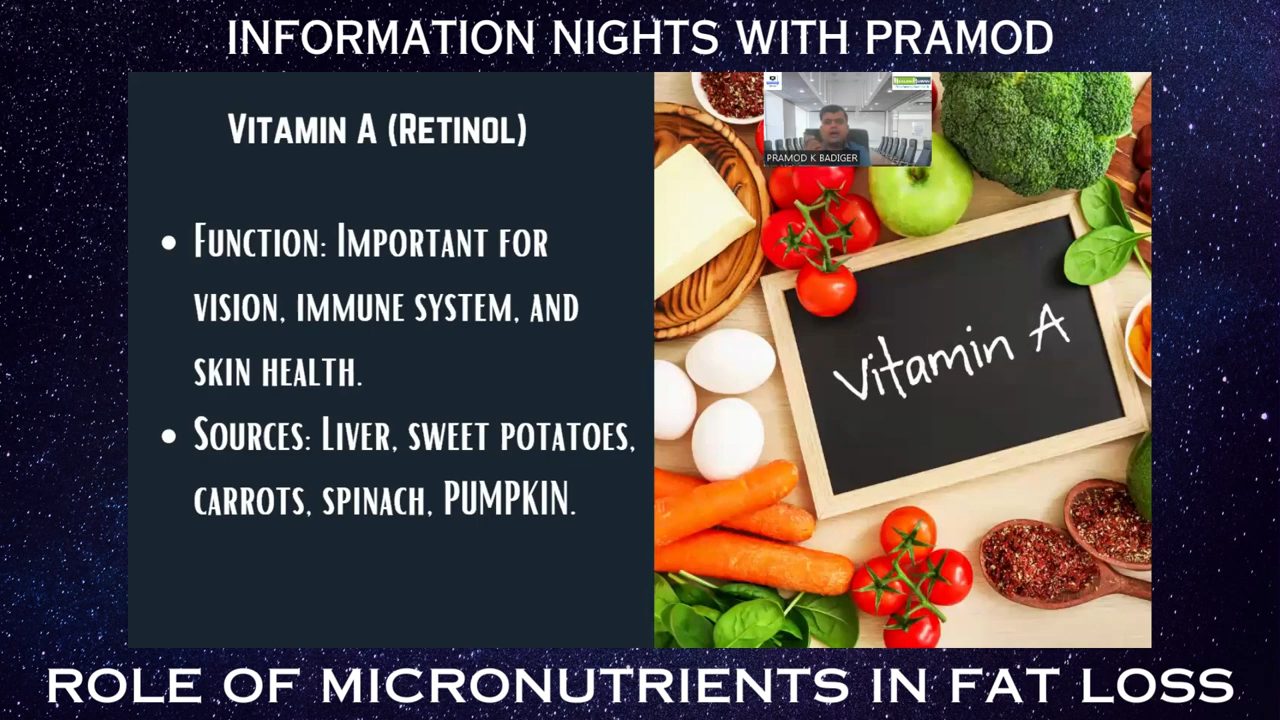 INFORMATION NIGHTS WITH PRAMOD
VITAMIN A (RETINOL)
PRAMOD K BADIGER
• FUNCTION: IMPORTANT FOR
VISION, IMMUNE SYSTEM, AND
SKIN HEALTH.
• SOURCES: LIVER, SWEET POTATOES,
CARROTS, SPINACH, PUMPKIN.
Vitamin A
ROLE OF MICRONUTRIENTS IN FAT LOSS